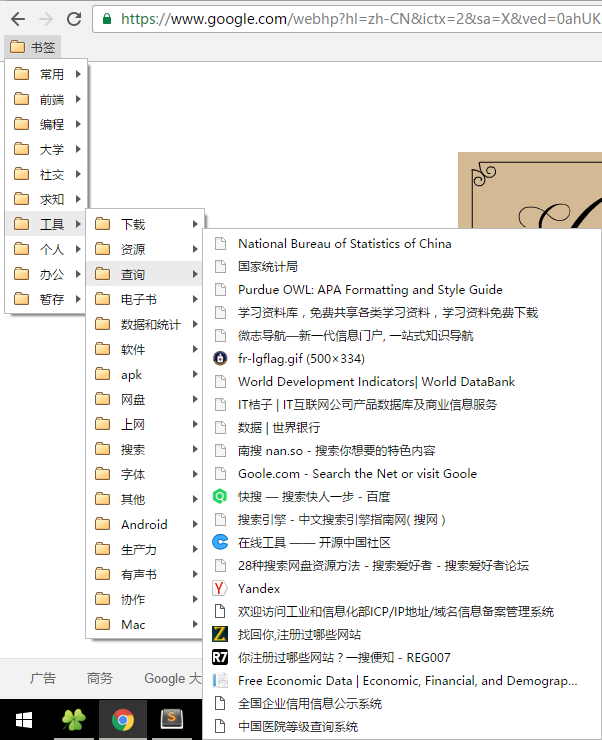 https://www.google.com/webhp?hl=zh-CN&ictx=2&sa=X&ved=0ahUK
书签
常用
前端
编程
大学
社交
求知
工具
个人
办公
暂存
下载
资源
查询
电子书
数据和统计
软件
apk
网盘
上网
搜索
字体
其他
Android
生产力
有声书
协作
Mac
National Bureau of Statistics of China
国家统计局
Purdue OWL: APA Formatting and Style Guide
学习资料库，免费共享各类学习资料，学习资料免费下载
微志导航—新一代信息门户, 一站式知识导航
fr-lgflag.gif (500×334)
World Development Indicators| World DataBank
IT桔子 | IT互联网公司产品数据库及商业信息服务
数据 | 世界银行
南搜 nan.so - 搜索你想要的特色内容
Goole.com - Search the Net or visit Goole
快搜 — 搜索快人一步 - 百度
搜索引擎 - 中文搜索引擎指南网( 搜网 )
在线工具 —— 开源中国社区
28种搜索网盘资源方法 - 搜索爱好者 - 搜索爱好者论坛
Yandex
欢迎访问工业和信息化部ICP/IP地址/域名信息备案管理系统
找回你,注册过哪些网站
你注册过哪些网站？一搜便知 - REG007
Free Economic Data | Economic, Financial, and Demograp...
全国企业信用信息公示系统
中国医院等级查询系统
广告 商务 Google 大